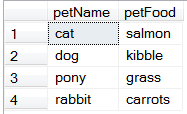 petName petFood
1 cat salmon
2 dog kibble
3 pony grass
4 rabbit carrots